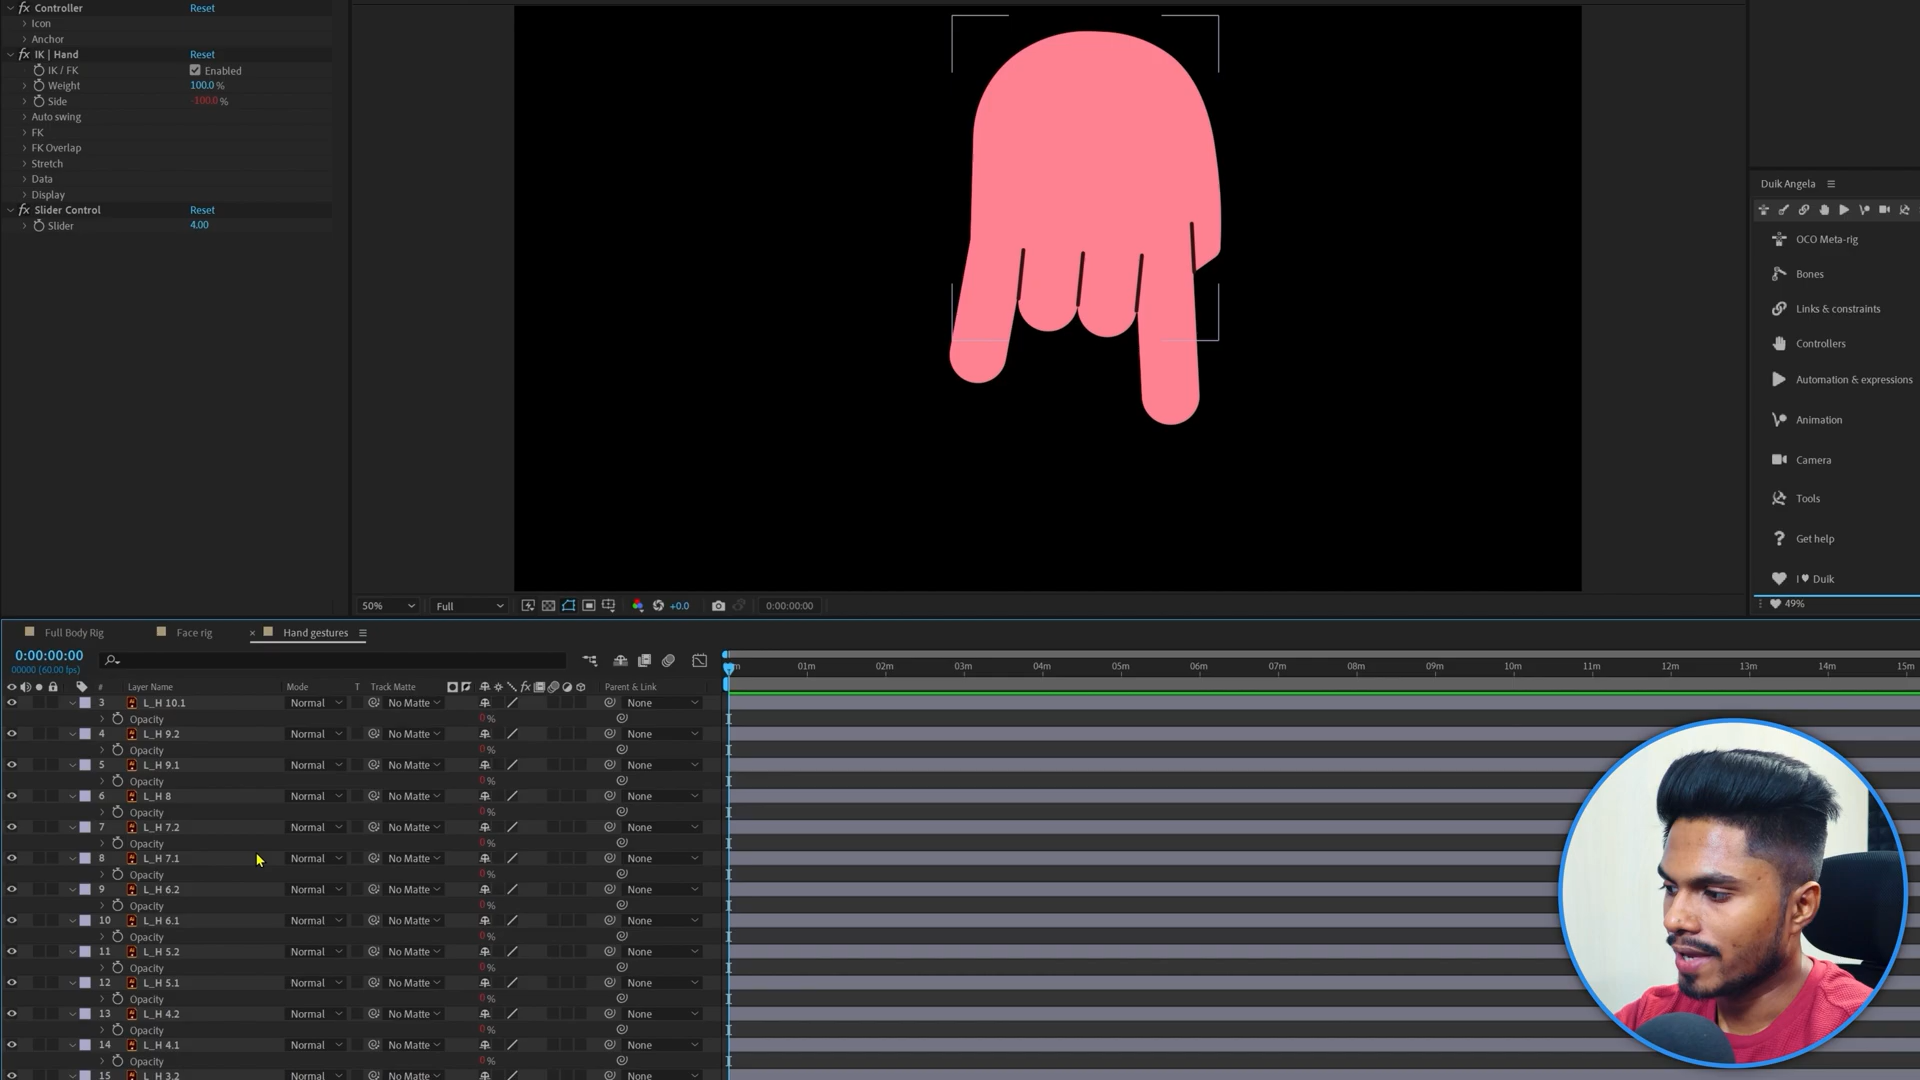 Controller Reset
Icon
Anchor
IK | Hand Reset
IK / FK Enabled
Weight 100.0 %
Side -100.0 %
Auto swing
FK
FK Overlap
Stretch
Data
Display
Slider Control Reset
Slider 4.00
Duik Angela
OCO Meta-rig
Bones
Links & constraints
Controllers
Automation & expressions
Animation
Camera
Tools
Get help
I ♥ Duik
49%
50% Full +0.0 0:00:00:00
Full Body Rig Face rig × Hand gestures
0:00:00:00
00000 (60.00 fps)
# Layer Name Mode T Track Matte fx Parent & Link
01m 02m 03m 04m 05m 06m 07m 08m 09m 10m 11m 12m 13m 14m 15m
3 L_H 10.1 Normal No Matte None
Opacity 0 %
4 L_H 9.2 Normal No Matte None
Opacity 0 %
5 L_H 9.1 Normal No Matte None
Opacity 0 %
6 L_H 8 Normal No Matte None
Opacity 0 %
7 L_H 7.2 Normal No Matte None
Opacity 0 %
8 L_H 7.1 Normal No Matte None
Opacity 0 %
9 L_H 6.2 Normal No Matte None
Opacity 0 %
10 L_H 6.1 Normal No Matte None
Opacity 0 %
11 L_H 5.2 Normal No Matte None
Opacity 0 %
12 L_H 5.1 Normal No Matte None
Opacity 0 %
13 L_H 4.2 Normal No Matte None
Opacity 0 %
14 L_H 4.1 Normal No Matte None
Opacity 0 %
15 L_H 3.2 Normal No Matte None